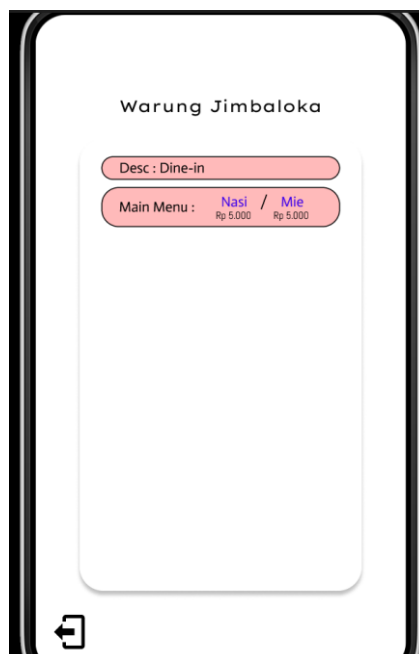 Warung Jimbaloka
Desc : Dine-in
Main Menu : Nasi / Mie
Rp 5.000 Rp 5.000